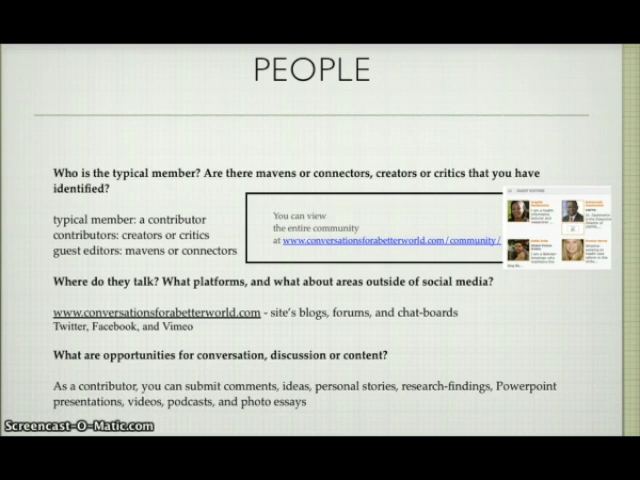 PEOPLE
Who is the typical member? Are there mavens or connectors, creators or critics that you have
identified?
typical member: a contributor
contributors: creators or critics
guest editors: mavens or connectors
You can view
the entire community
at www.conversationsforabetterworld.com/community/
Where do they talk? What platforms, and what about areas outside of social media?
www.conversationsforabetterworld.com - site's blogs, forums, and chat-boards
Twitter, Facebook, and Vimeo
What are opportunities for conversation, discussion or content?
As a contributor, you can submit comments, ideas, personal stories, research-findings, Powerpoint
presentations, videos, podcasts, and photo essays
Screencast-O-Matic.com